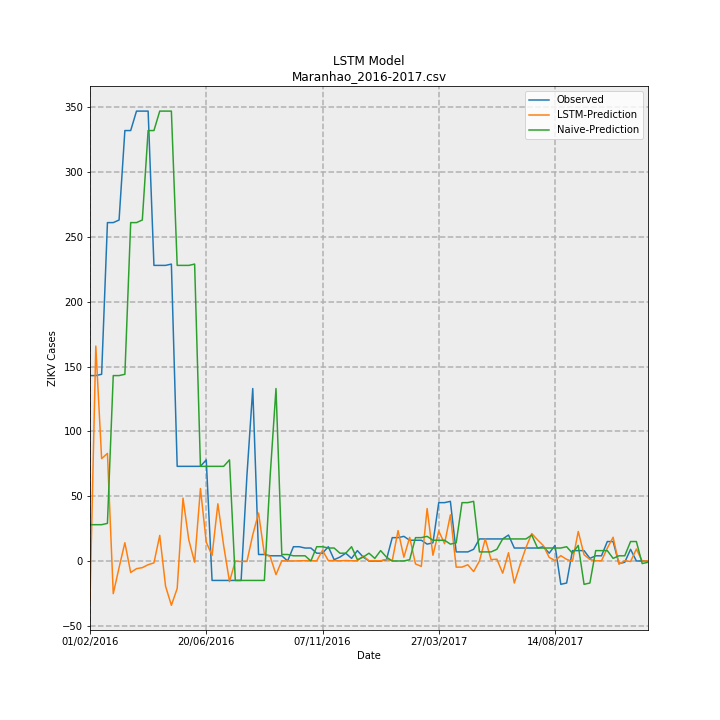 LSTM Model
Maranhao_2016-2017.csv
Observed
LSTM-Prediction
Naive-Prediction
350
300
250
200
150
100
50
0
−50
ZIKV Cases
01/02/2016
20/06/2016
07/11/2016
27/03/2017
14/08/2017
Date